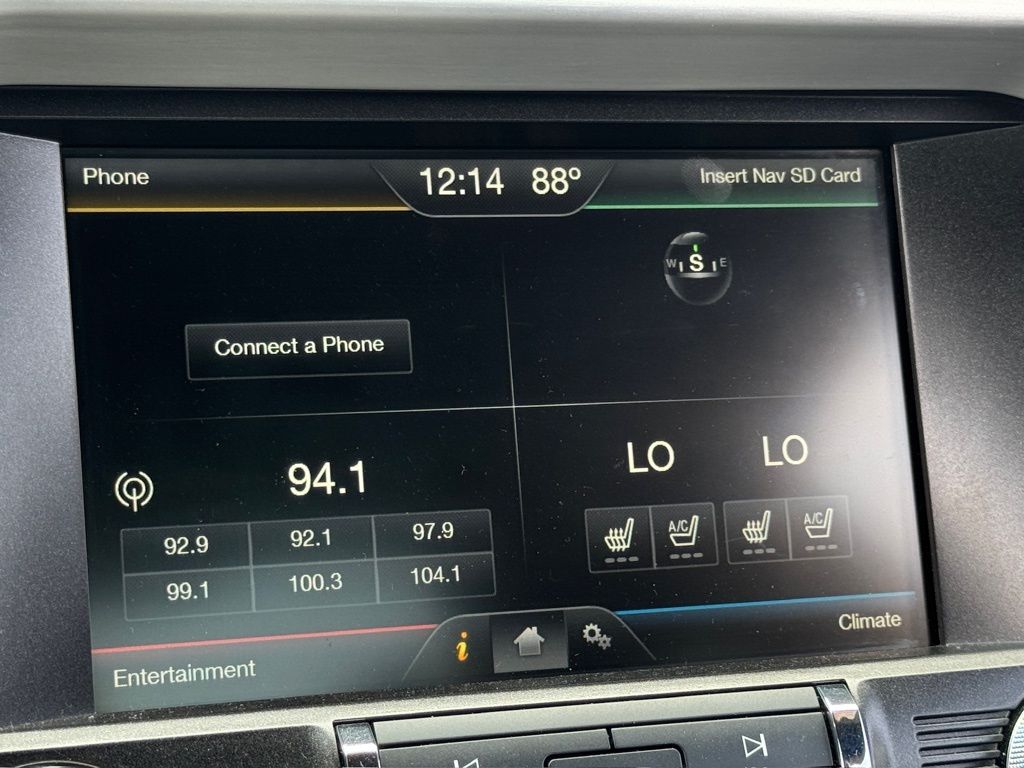 Phone
12:14 88°
Insert Nav SD Card
W S E
Connect a Phone
94.1
92.9 92.1 97.9
99.1 100.3 104.1
LO LO
A/C A/C
i
Climate
Entertainment